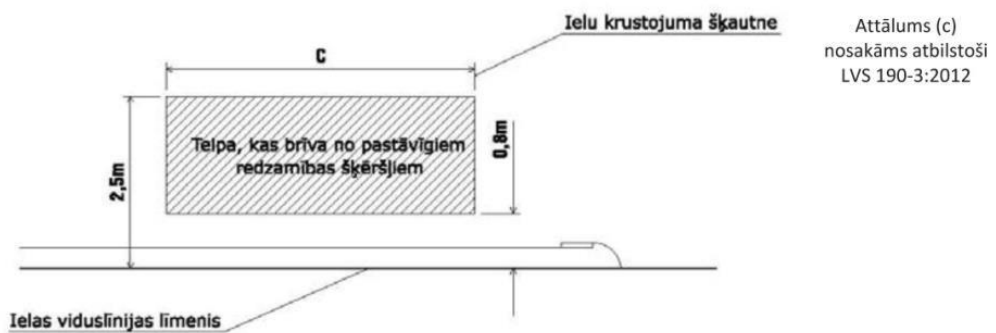 Ielu krustojuma šķautne
Attālums (c)
nosakāms atbilstoši
LVS 190-3:2012
C
Telpa, kas brīva no pastāvīgiem
redzamības šķēršļiem
0,8m
2,5m
Ielas viduslīnijas līmenis